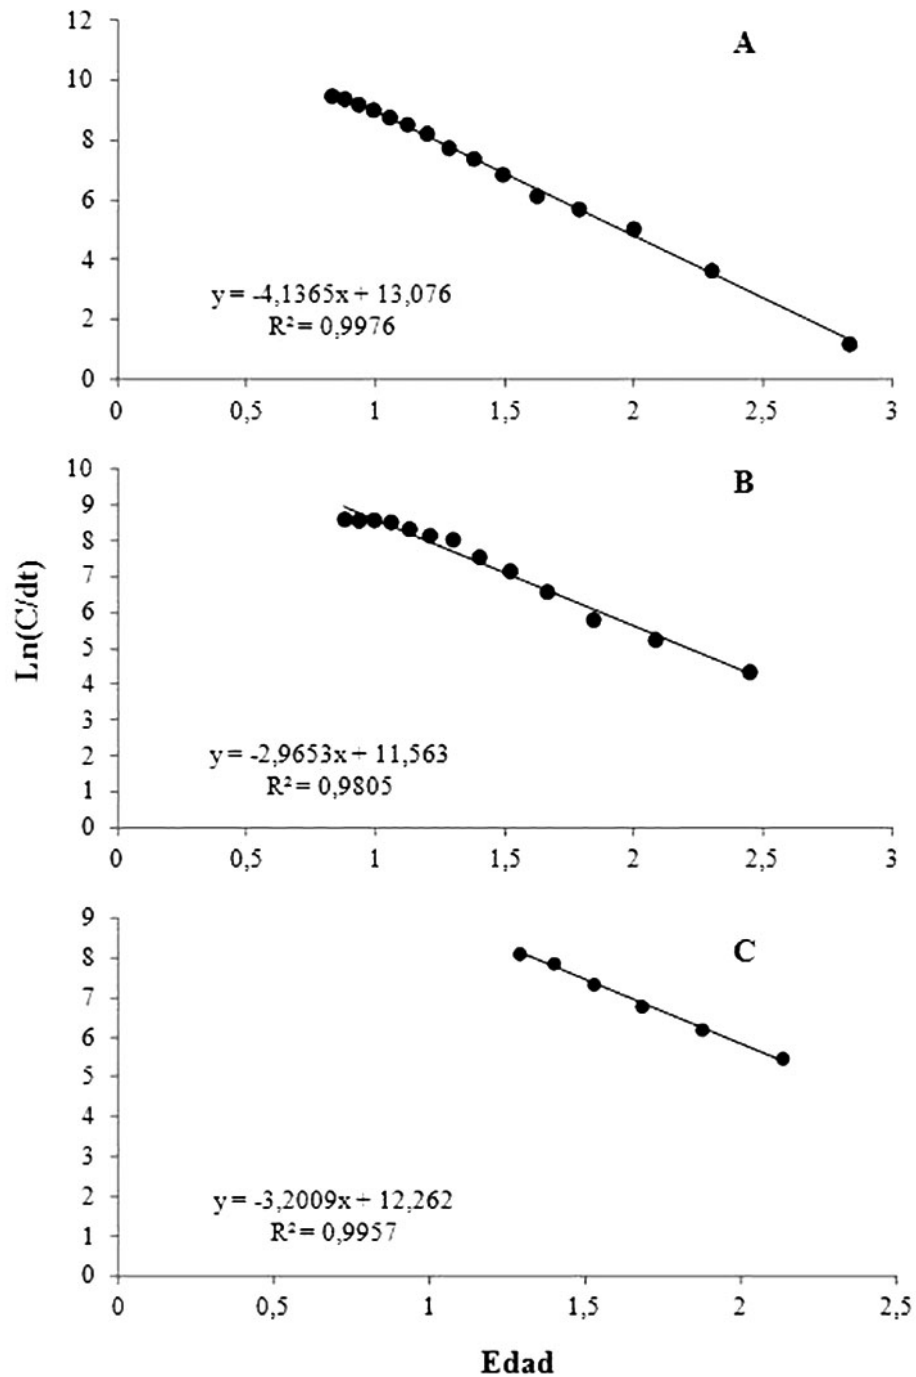 A
12
10
8
6
4
2
0
y = -4,1365x + 13,076
R² = 0,9976
0 0,5 1 1,5 2 2,5 3
B
10
9
8
7
6
5
4
3
2
1
0
y = -2,9653x + 11,563
R² = 0,9805
0 0,5 1 1,5 2 2,5 3
Ln(C/dt)
C
9
8
7
6
5
4
3
2
1
0
y = -3,2009x + 12,262
R² = 0,9957
0 0,5 1 1,5 2 2,5
Edad